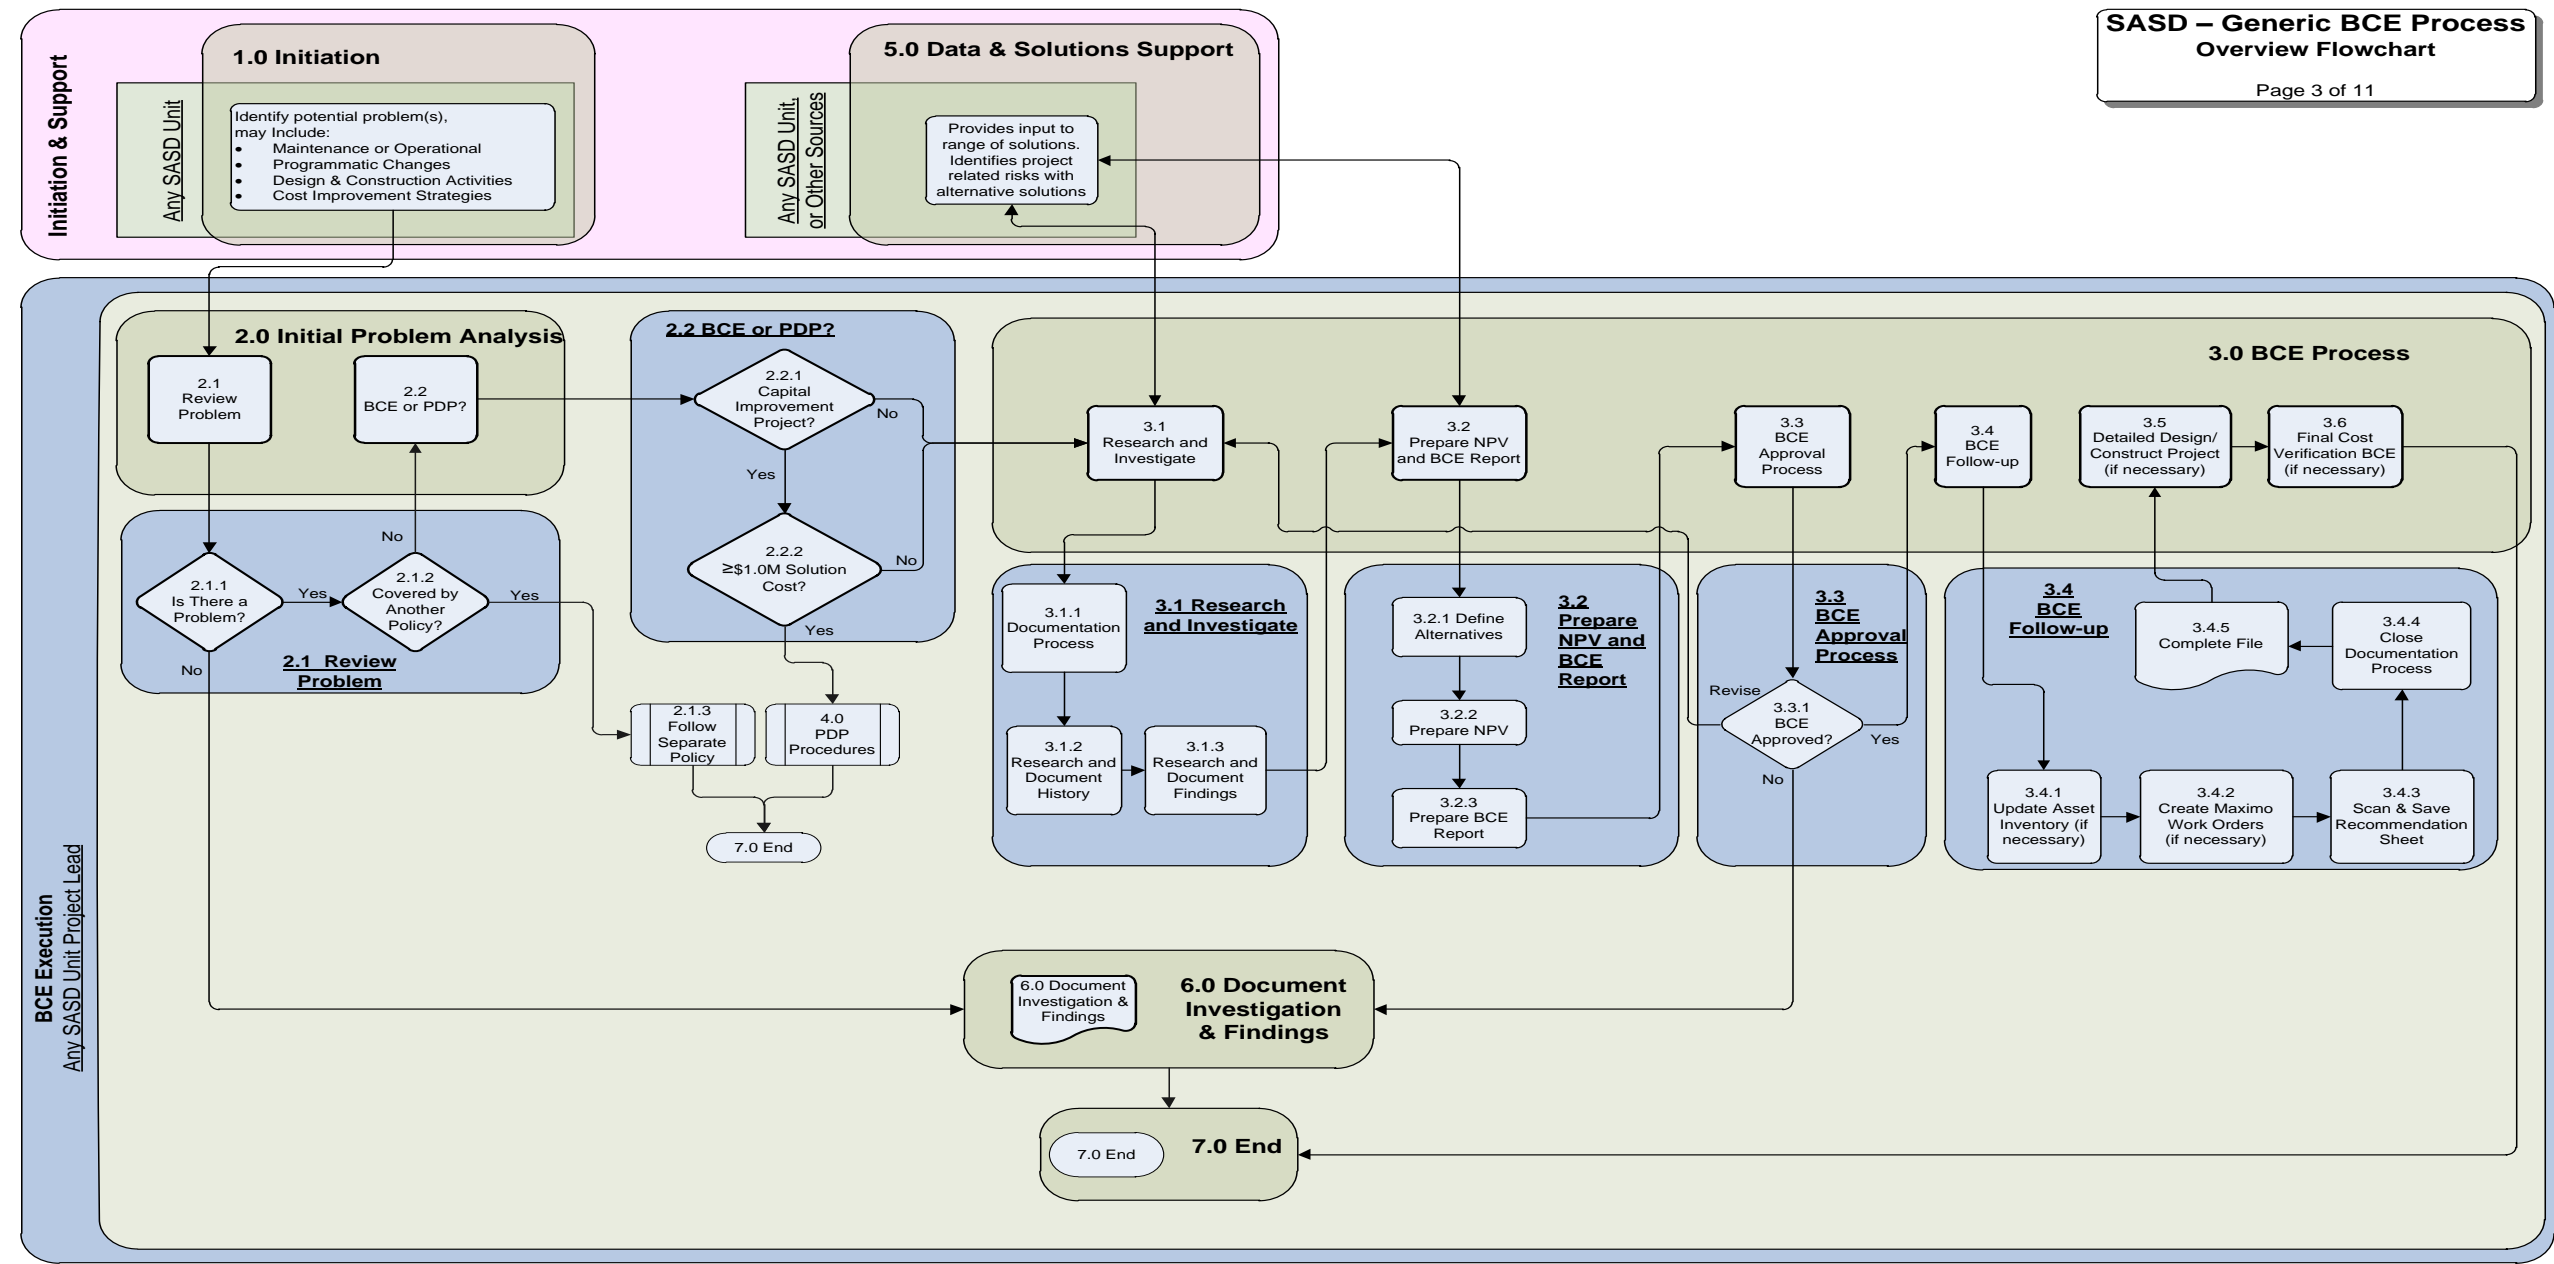 SASD – Generic BCE Process
Overview Flowchart
Page 3 of 11
Initiation & Support
1.0 Initiation
Any SASD Unit
Identify potential problem(s),
may Include:
• Maintenance or Operational
• Programmatic Changes
• Design & Construction Activities
• Cost Improvement Strategies
5.0 Data & Solutions Support
Any SASD Unit,
or Other Sources
Provides input to
range of solutions.
Identifies project
related risks with
alternative solutions
BCE Execution
Any SASD Unit Project Lead
2.0 Initial Problem Analysis
2.1
Review
Problem
2.2
BCE or PDP?
2.1.1
Is There a
Problem?
Yes
No
2.1.2
Covered by
Another
Policy?
No
Yes
2.1 Review
Problem
2.2 BCE or PDP?
2.2.1
Capital
Improvement
Project?
No
Yes
2.2.2
≥$1.0M Solution
Cost?
No
Yes
2.1.3
Follow
Separate
Policy
4.0
PDP
Procedures
7.0 End
3.0 BCE Process
3.1
Research and
Investigate
3.2
Prepare NPV
and BCE Report
3.3
BCE
Approval
Process
3.4
BCE
Follow-up
3.5
Detailed Design/
Construct Project
(if necessary)
3.6
Final Cost
Verification BCE
(if necessary)
3.1 Research
and Investigate
3.1.1
Documentation
Process
3.1.2
Research and
Document
History
3.1.3
Research and
Document
Findings
3.2
Prepare
NPV and
BCE
Report
3.2.1 Define
Alternatives
3.2.2
Prepare NPV
3.2.3
Prepare BCE
Report
3.3
BCE
Approval
Process
Revise
3.3.1
BCE
Approved?
Yes
No
3.4
BCE
Follow-up
3.4.5
Complete File
3.4.4
Close
Documentation
Process
3.4.1
Update Asset
Inventory (if
necessary)
3.4.2
Create Maximo
Work Orders
(if necessary)
3.4.3
Scan & Save
Recommendation
Sheet
6.0 Document
Investigation &
Findings
6.0 Document
Investigation
& Findings
7.0 End
7.0 End